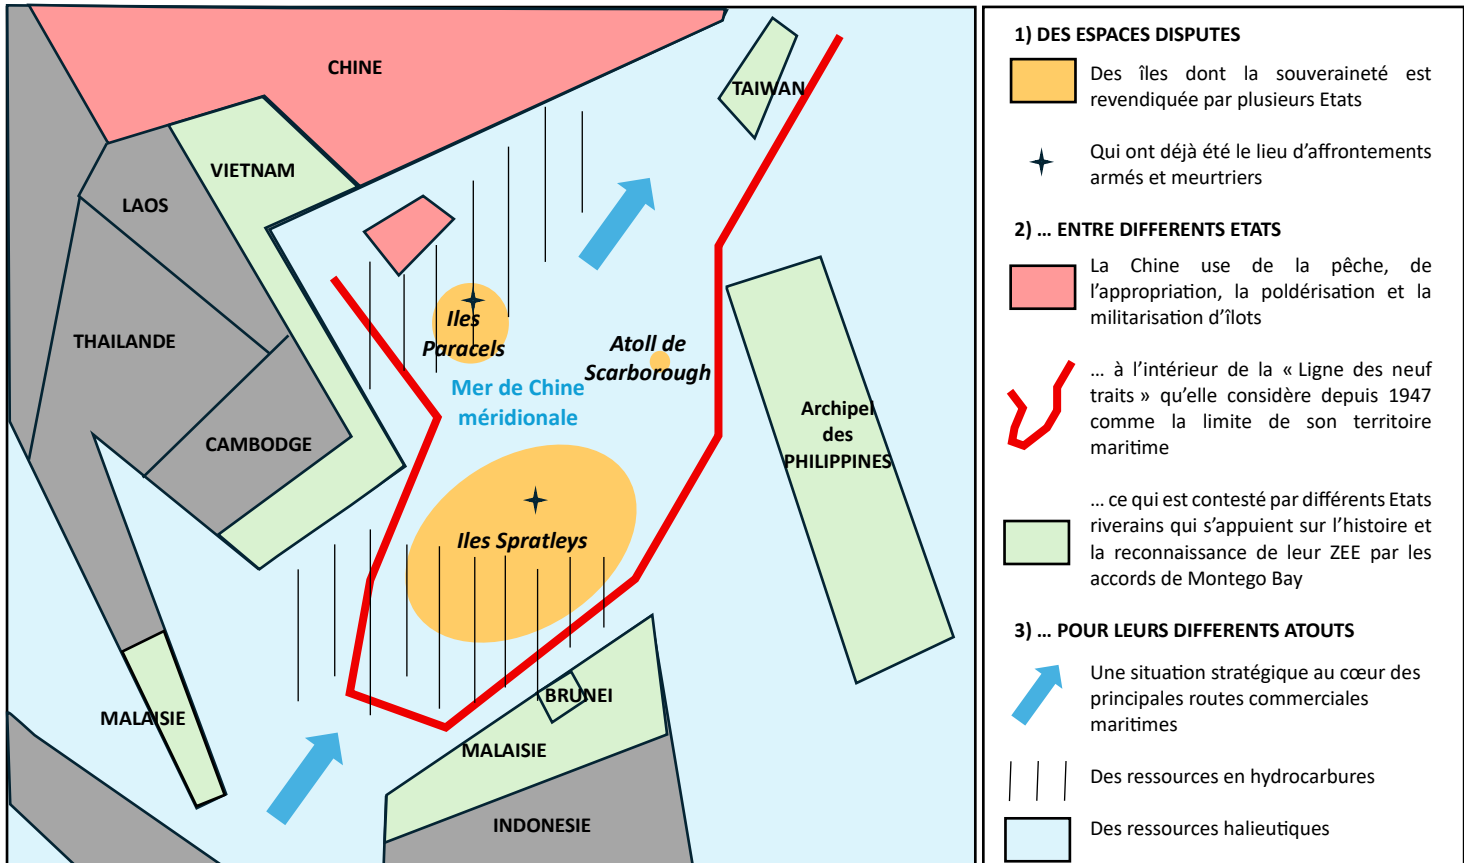 CHINE
TAIWAN
VIETNAM
LAOS
THAILANDE
CAMBODGE
Iles
Paracels
Atoll de
Scarborough
Mer de Chine
méridionale
Archipel
des
PHILIPPINES
Iles Spratleys
BRUNEI
MALAISIE
MALAISIE
INDONESIE
1) DES ESPACES DISPUTES
Des îles dont la souveraineté est
revendiquée par plusieurs Etats
Qui ont déjà été le lieu d’affrontements
armés et meurtriers
2) ... ENTRE DIFFERENTS ETATS
La Chine use de la pêche, de
l’appropriation, la poldérisation et la
militarisation d’îlots
… à l’intérieur de la « Ligne des neuf
traits » qu’elle considère depuis 1947
comme la limite de son territoire
maritime
… ce qui est contesté par différents Etats
riverains qui s’appuient sur l’histoire et
la reconnaissance de leur ZEE par les
accords de Montego Bay
3) ... POUR LEURS DIFFERENTS ATOUTS
Une situation stratégique au cœur des
principales routes commerciales
maritimes
Des ressources en hydrocarbures
Des ressources halieutiques